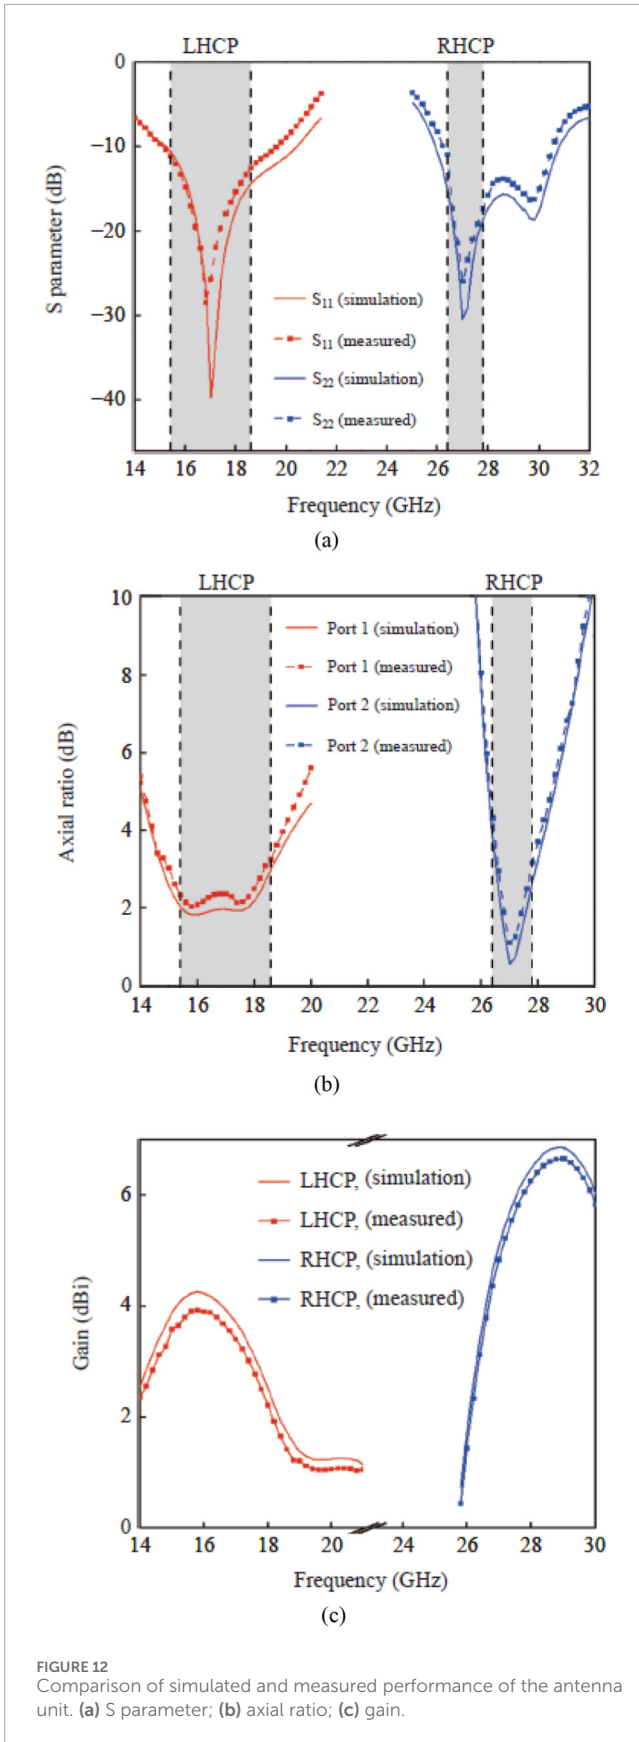 LHCP RHCP
0
−10
−20
−30
−40
S parameter (dB)
S11 (simulation)
S11 (measured)
S22 (simulation)
S22 (measured)
14 16 18 20 22 24 26 28 30 32
Frequency (GHz)
(a)
LHCP RHCP
10
8
6
4
2
0
Axial ratio (dB)
Port 1 (simulation)
Port 1 (measured)
Port 2 (simulation)
Port 2 (measured)
14 16 18 20 22 24 26 28 30
Frequency (GHz)
(b)
6
4
2
0
Gain (dBi)
LHCP, (simulation)
LHCP, (measured)
RHCP, (simulation)
RHCP, (measured)
14 16 18 20 24 26 28 30
Frequency (GHz)
(c)
FIGURE 12
Comparison of simulated and measured performance of the antenna
unit. (a) S parameter; (b) axial ratio; (c) gain.